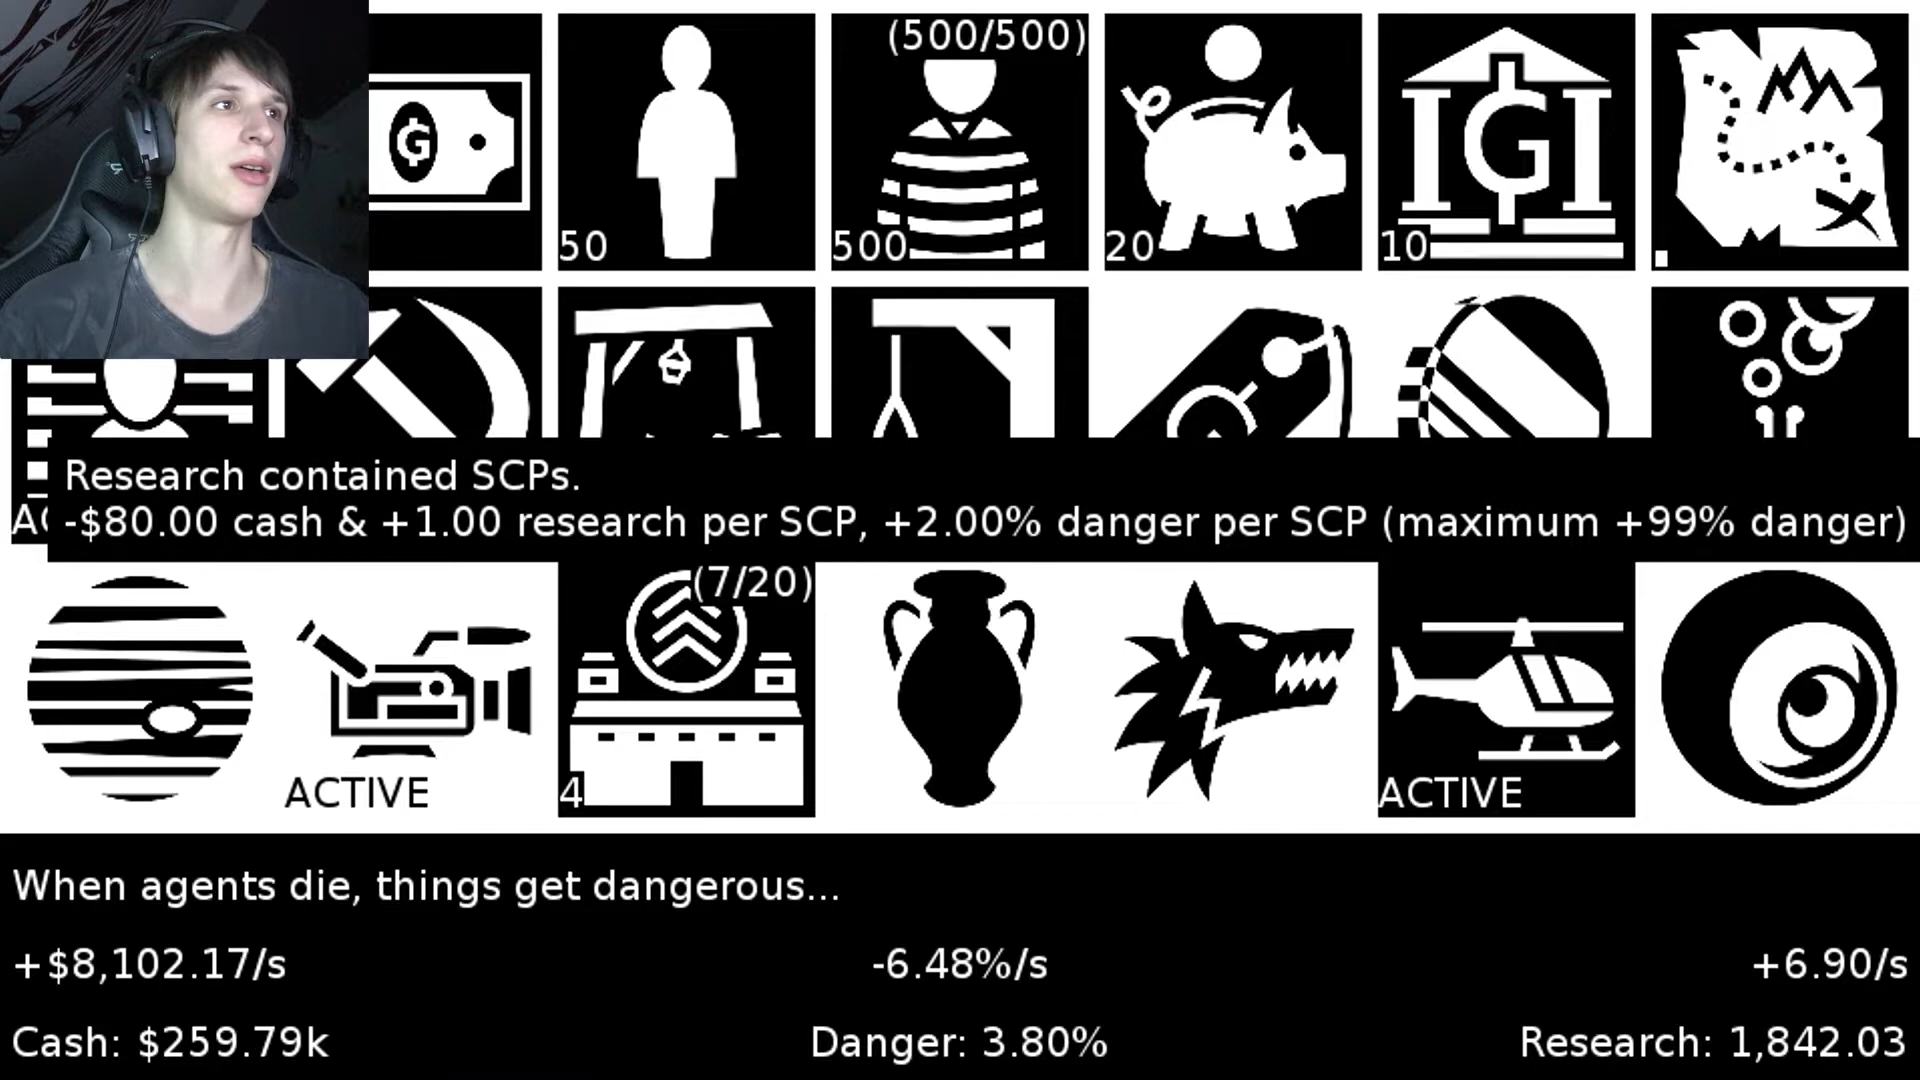 (500/500)
50
500
20
10
Research contained SCPs.
-$80.00 cash & +1.00 research per SCP, +2.00% danger per SCP (maximum +99% danger)
(7/20)
ACTIVE
4
ACTIVE
When agents die, things get dangerous...
+$8,102.17/s
-6.48%/s
+6.90/s
Cash: $259.79k
Danger: 3.80%
Research: 1,842.03